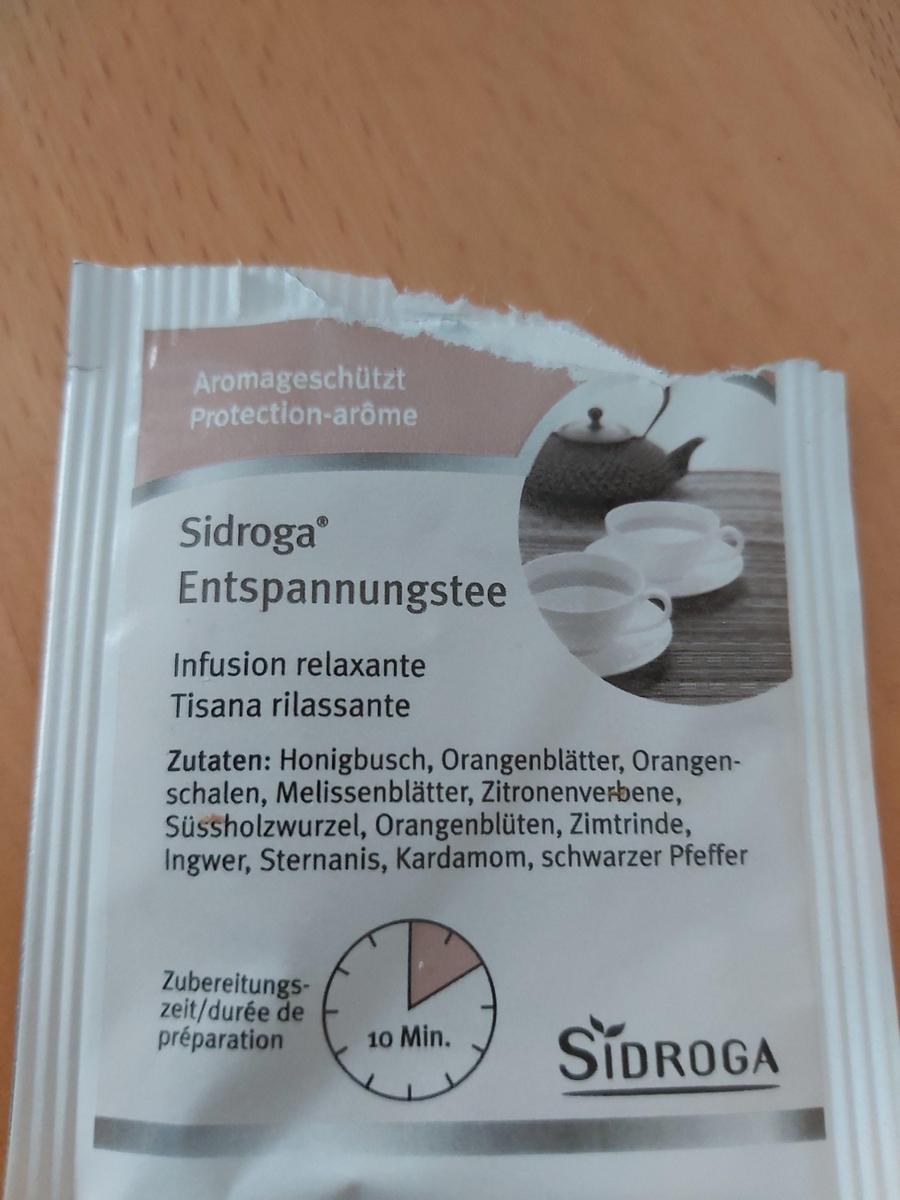 Aromageschützt
Protection-arôme
Sidroga®
Entspannungstee
Infusion relaxante
Tisana rilassante
Zutaten: Honigbusch, Orangenblätter, Orangen-
schalen, Melissenblätter, Zitronenverbene,
Süssholzwurzel, Orangenblüten, Zimtrinde,
Ingwer, Sternanis, Kardamom, schwarzer Pfeffer
Zubereitungs-
zeit/durée de
préparation
10 Min.
SIDROGA